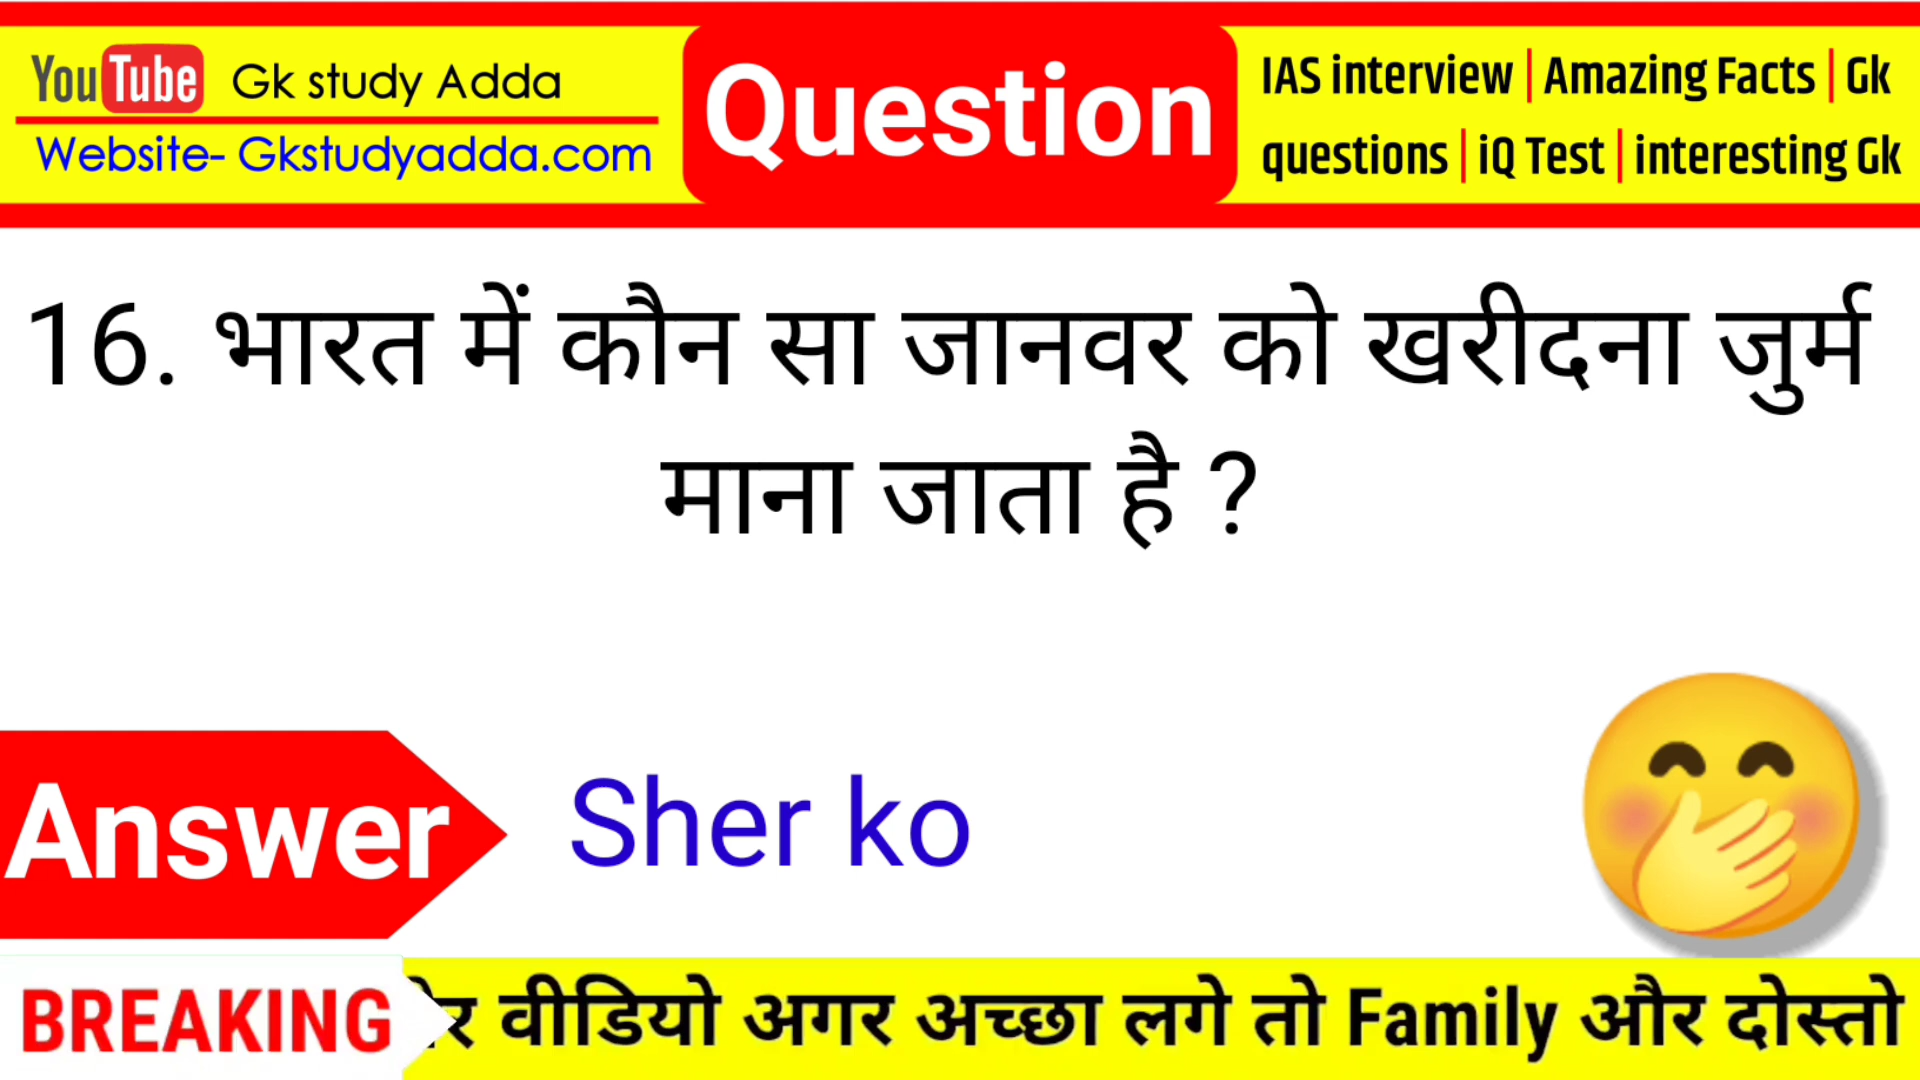 YouTube Gk study Adda
Website- Gkstudyadda.com
Question
IAS interview | Amazing Facts | Gk
questions | iQ Test | interesting Gk
16. भारत में कौन सा जानवर को खरीदना जुर्म
माना जाता है ?
Answer
Sher ko
BREAKING
वीडियो अगर अच्छा लगे तो Family और दोस्तो